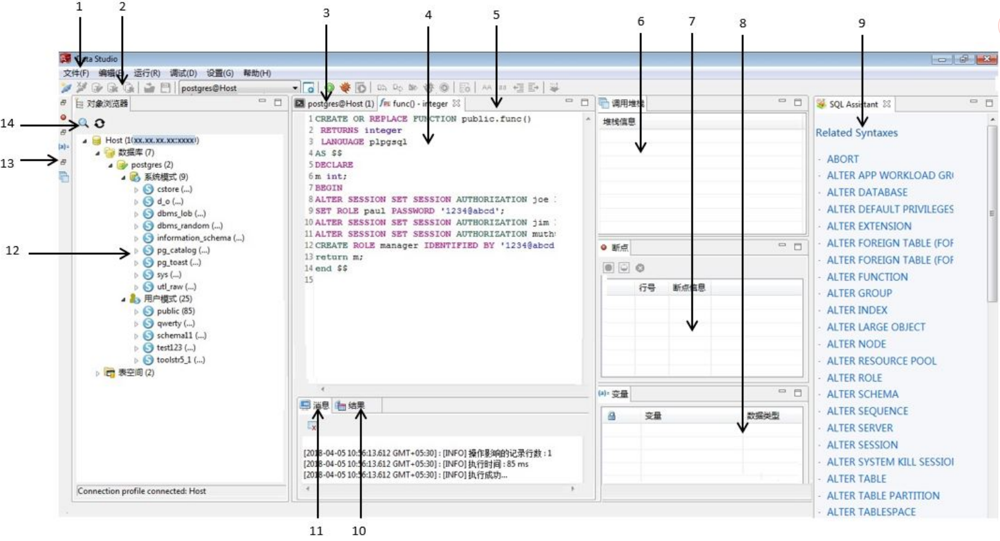 1
2
3
4
5
6
7
8
9
Data Studio
文件(F) 编辑(E) 运行(R) 调试(D) 设置(G) 帮助(H)
postgres@Host
对象浏览器
14
Host (1(xx.xx.xx.xx:xxxx))
数据库 (7)
13
postgres (2)
系统模式 (9)
cstore (...)
d_o (...)
dbms_lob (...)
dbms_random (...)
information_schema (...)
12
pg_catalog (...)
pg_toast (...)
sys (...)
utl_raw (...)
用户模式 (25)
public (85)
qwerty (...)
schema11 (...)
test123 (...)
toolstr5_1 (...)
表空间 (2)
Connection profile connected: Host
postgres@Host (1) func() - integer
1 CREATE OR REPLACE FUNCTION public.func()
2 RETURNS integer
3 LANGUAGE plpgsql
4 AS $$
5 DECLARE
6 m int;
7 BEGIN
8 ALTER SESSION SET SESSION AUTHORIZATION joe
9 SET ROLE paul PASSWORD '1234@abcd';
10 ALTER SESSION SET SESSION AUTHORIZATION jim
11 ALTER SESSION SET SESSION AUTHORIZATION muth
12 CREATE ROLE manager IDENTIFIED BY '1234@abcd
13 return m;
14 end $$
15
消息 结果
[2018-04-05 10:56:13.612 GMT+05:30] : [INFO] 操作影响的记录行数 : 1
[2018-04-05 10:56:13.612 GMT+05:30] : [INFO] 执行时间 : 85 ms
[2018-04-05 10:56:13.612 GMT+05:30] : [INFO] 执行成功...
11
10
调用堆栈
堆栈信息
断点
行号 断点信息
(x)= 变量
变量 数据类型
SQL Assistant
Related Syntaxes
- ABORT
- ALTER APP WORKLOAD GR
- ALTER DATABASE
- ALTER DEFAULT PRIVILEGES
- ALTER EXTENSION
- ALTER FOREIGN TABLE (FOR
- ALTER FOREIGN TABLE (FOR
- ALTER FUNCTION
- ALTER GROUP
- ALTER INDEX
- ALTER LARGE OBJECT
- ALTER NODE
- ALTER RESOURCE POOL
- ALTER ROLE
- ALTER SCHEMA
- ALTER SEQUENCE
- ALTER SERVER
- ALTER SESSION
- ALTER SYSTEM KILL SESSIO
- ALTER TABLE
- ALTER TABLE PARTITION
- ALTER TABLESPACE